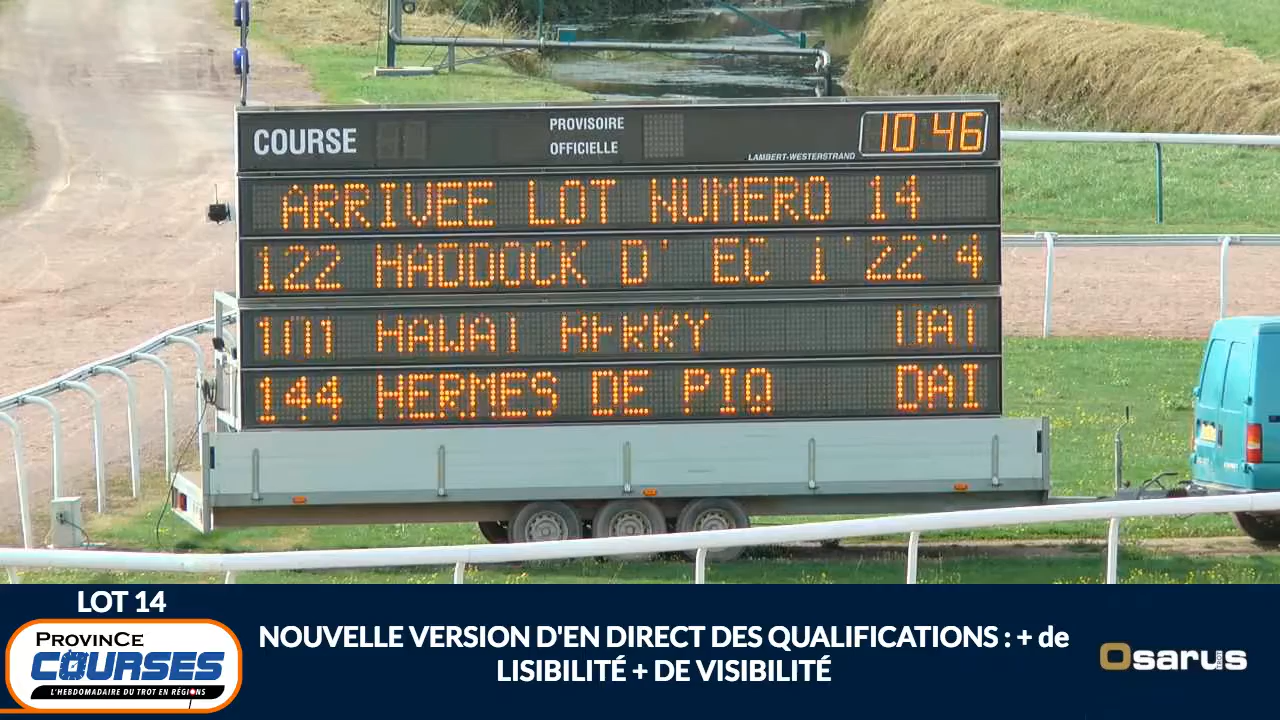 COURSE
PROVISOIRE
OFFICIELLE
LAMBERT-WESTERSTRAND
10 46
ARRIVEE LOT NUMERO 14
122 HADDOCK D' EC 1'22"4
101 HAWAI UAI
144 HERMES DE PIQ DAI
LOT 14
PROVINCE
COURSES
L'HEBDOMADAIRE DU TROT EN RÉGIONS
NOUVELLE VERSION D'EN DIRECT DES QUALIFICATIONS : + de
LISIBILITÉ + DE VISIBILITÉ
Osarus